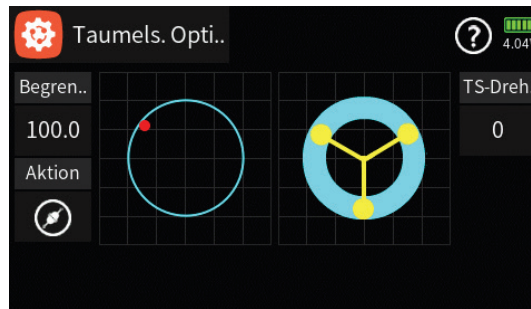 Taumels. Opti..
?
4.04
Begren..
TS-Dreh.
100.0
0
Aktion